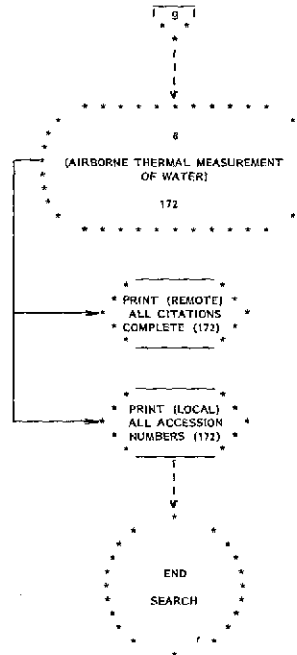 9
6
(AIRBORNE THERMAL MEASUREMENT
OF WATER)
172
PRINT (REMOTE)
ALL CITATIONS
COMPLETE (172)
PRINT (LOCAL)
ALL ACCESSION
NUMBERS (172)
END
SEARCH